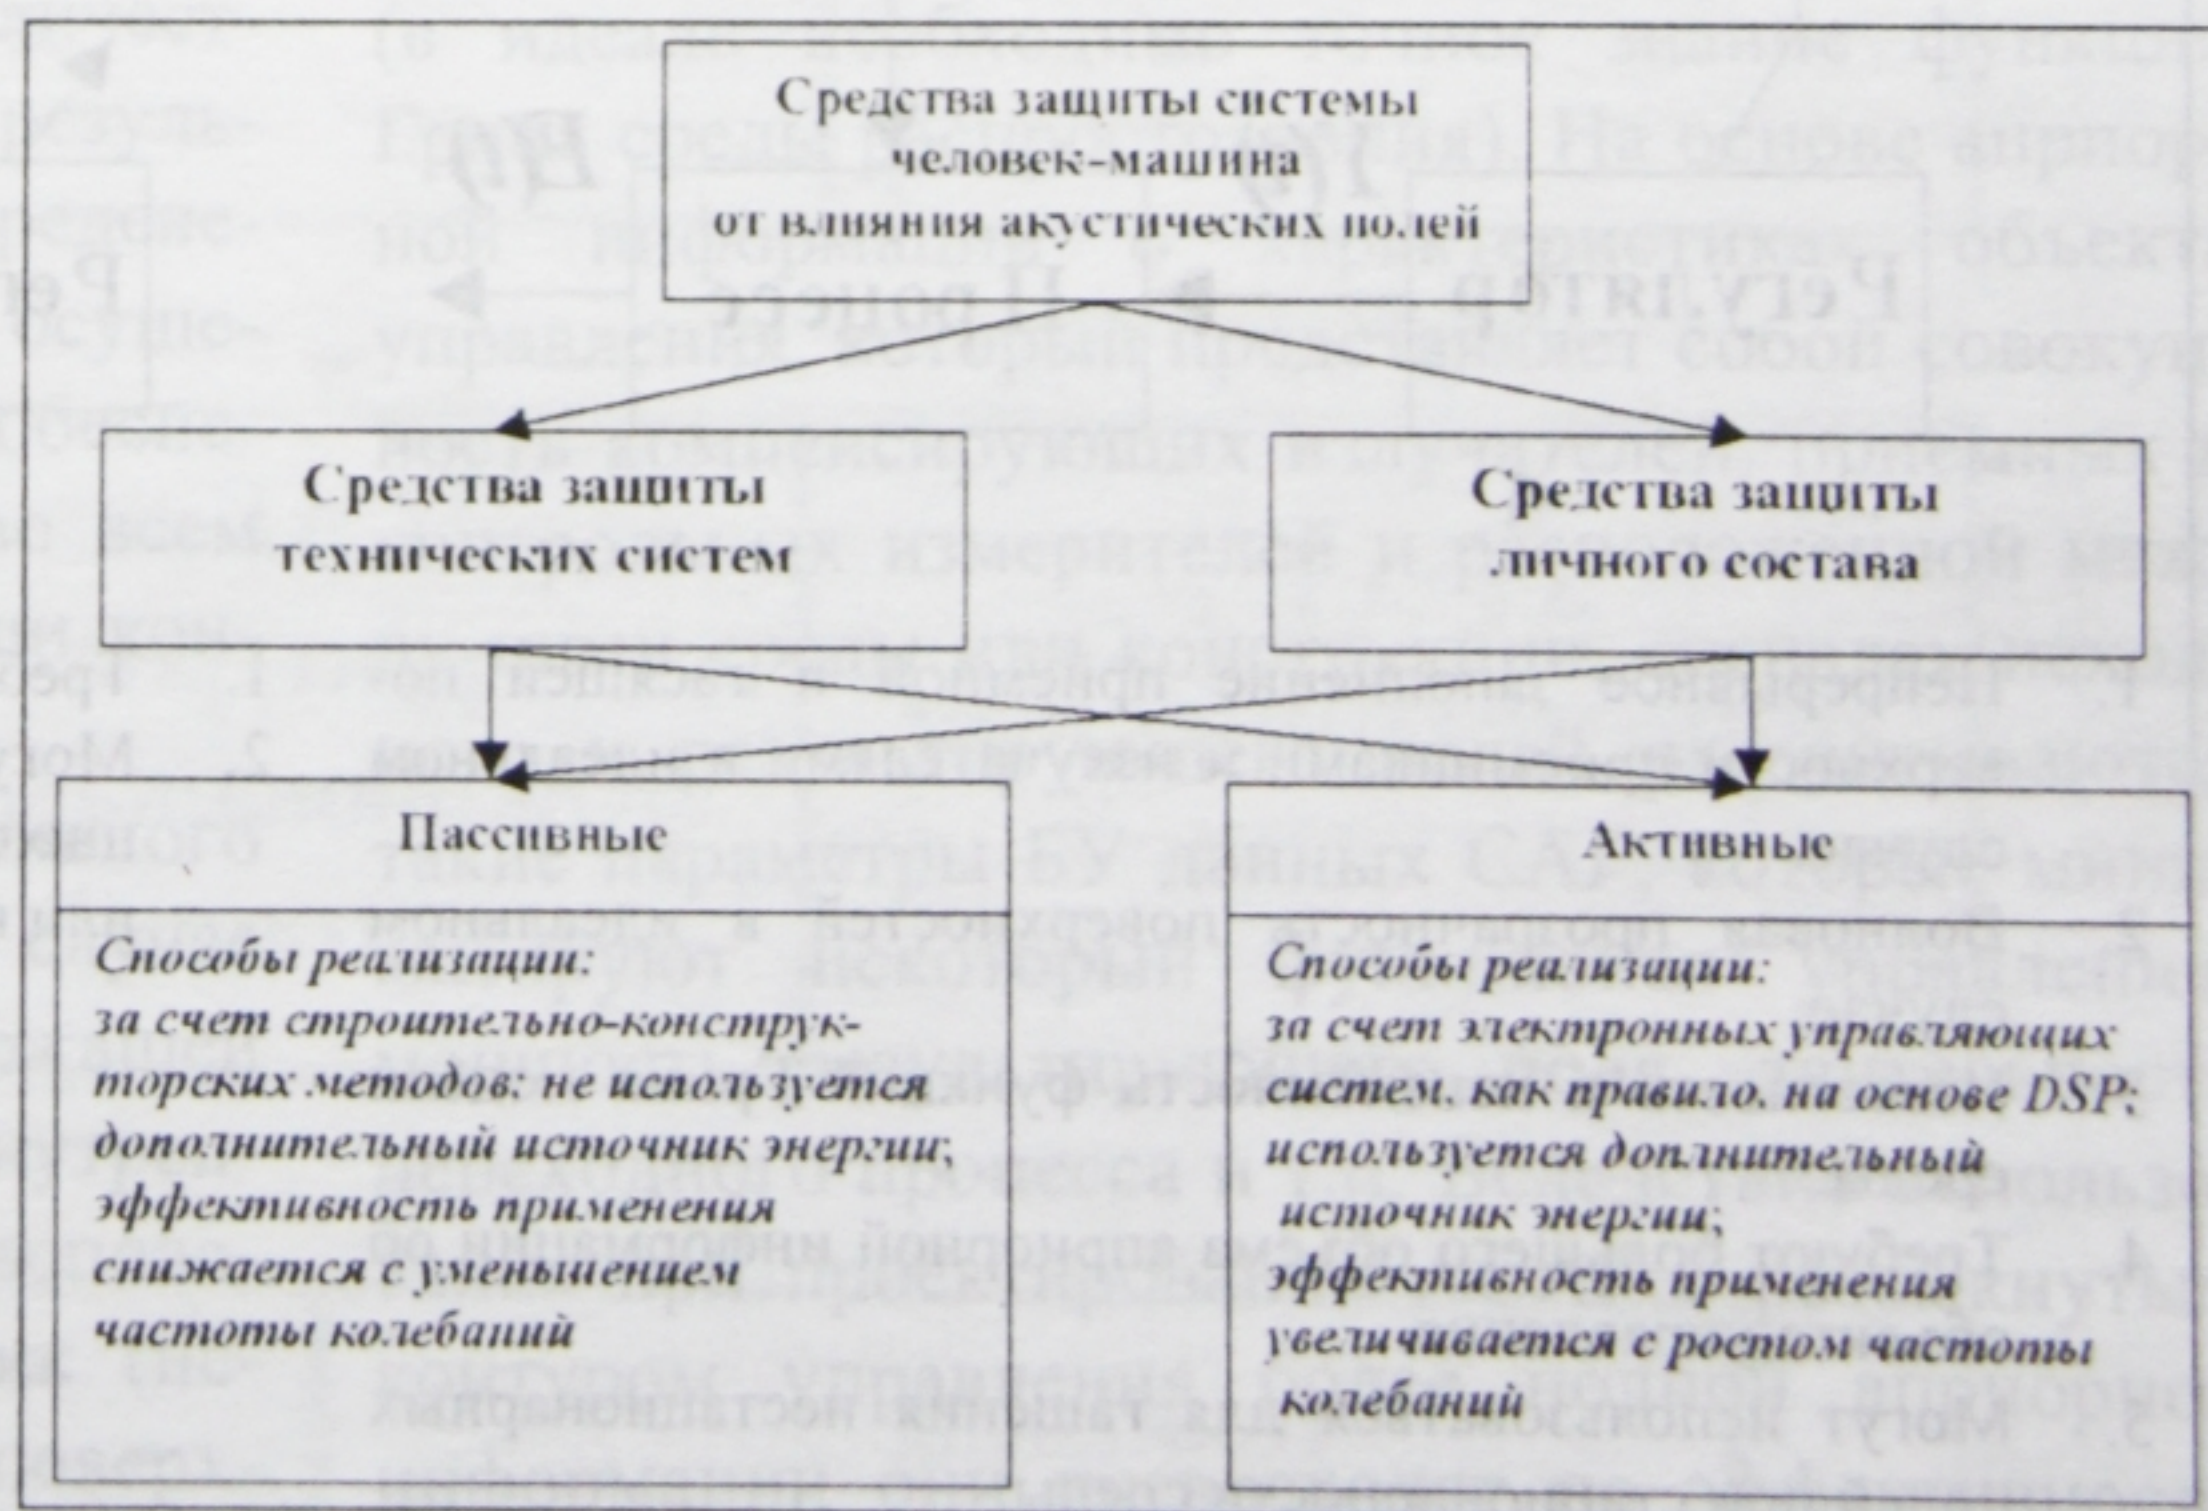 Средства защиты системы
человек-машина
от влияния акустических полей
Средства защиты
технических систем
Средства защиты
личного состава
Пассивные
Способы реализации:
за счет строительно-конструк-
торских методов; не используется
дополнительный источник энергии;
эффективность применения
снижается с уменьшением
частоты колебаний
Активные
Способы реализации:
за счет электронных управляющих
систем, как правило, на основе DSP;
используется доплнительный
источник энергии;
эффективность применения
увеличивается с ростом частоты
колебаний